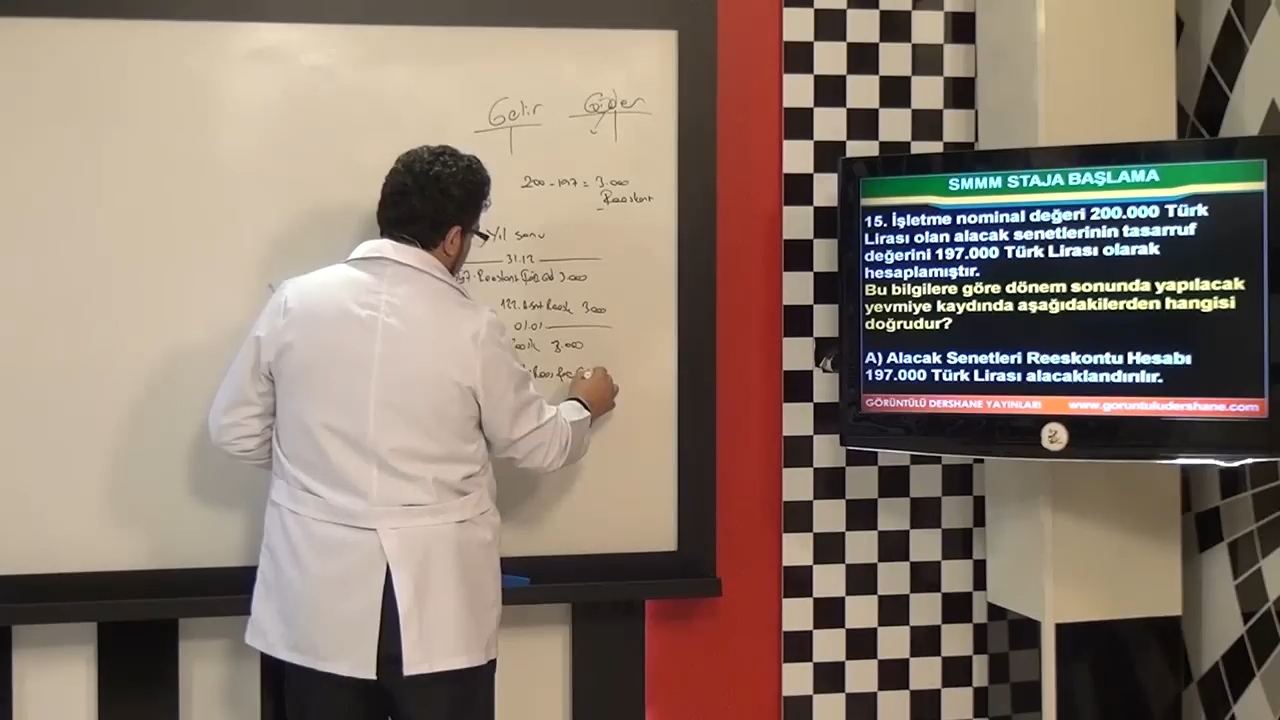 Gelir Gider
200-197 = 3.000
Reeskont
Yıl sonu
31.12
3.000
122. 3.000
01.01
3.000
SMMM STAJA BAŞLAMA
15. İşletme nominal değeri 200.000 Türk
Lirası olan alacak senetlerinin tasarruf
değerini 197.000 Türk Lirası olarak
hesaplamıştır.
Bu bilgilere göre dönem sonunda yapılacak
yevmiye kaydında aşağıdakilerden hangisi
doğrudur?
A) Alacak Senetleri Reeskontu Hesabı
197.000 Türk Lirası alacaklandırılır.
GÖRÜNTÜLÜ DERSHANE YAYINLARI www.goruntuludershane.com